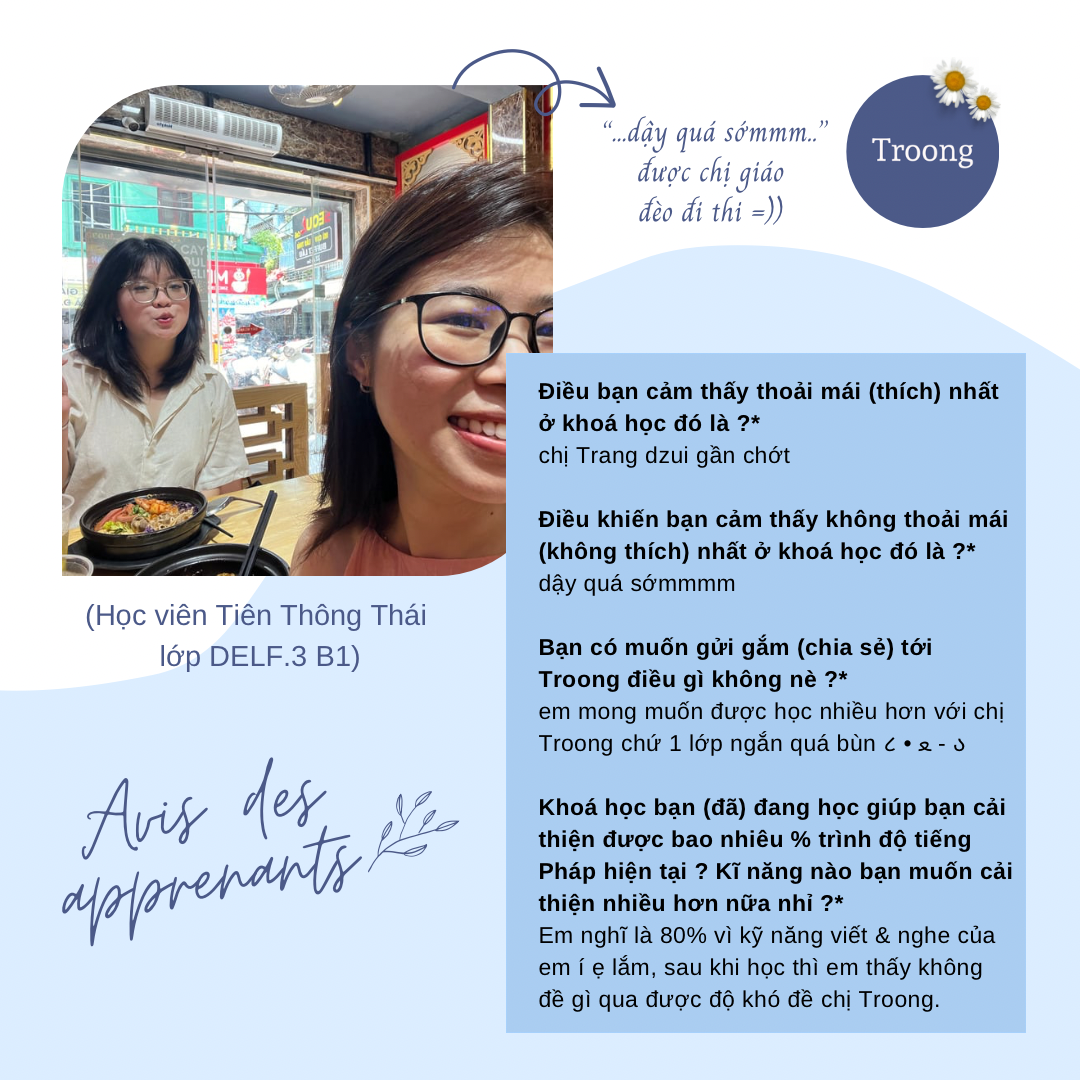 “...dậy quá sớmmm..”
được chị giáo
đèo đi thi =))
Troong
Điều bạn cảm thấy thoải mái (thích) nhất
ở khoá học đó là ?*
chị Trang dzui gần chớt
Điều khiến bạn cảm thấy không thoải mái
(không thích) nhất ở khoá học đó là ?*
dậy quá sớmmmm
Bạn có muốn gửi gắm (chia sẻ) tới
Troong điều gì không nè ?*
em mong muốn được học nhiều hơn với chị
Troong chứ 1 lớp ngắn quá bùn
Khoá học bạn (đã) đang học giúp bạn cải
thiện được bao nhiêu % trình độ tiếng
Pháp hiện tại ? Kĩ năng nào bạn muốn cải
thiện nhiều hơn nữa nhỉ ?*
Em nghĩ là 80% vì kỹ năng viết & nghe của
em í ẹ lắm, sau khi học thì em thấy không
đề gì qua được độ khó đề chị Troong.
(Học viên Tiên Thông Thái
lớp DELF.3 B1)
Avis des
apprenants